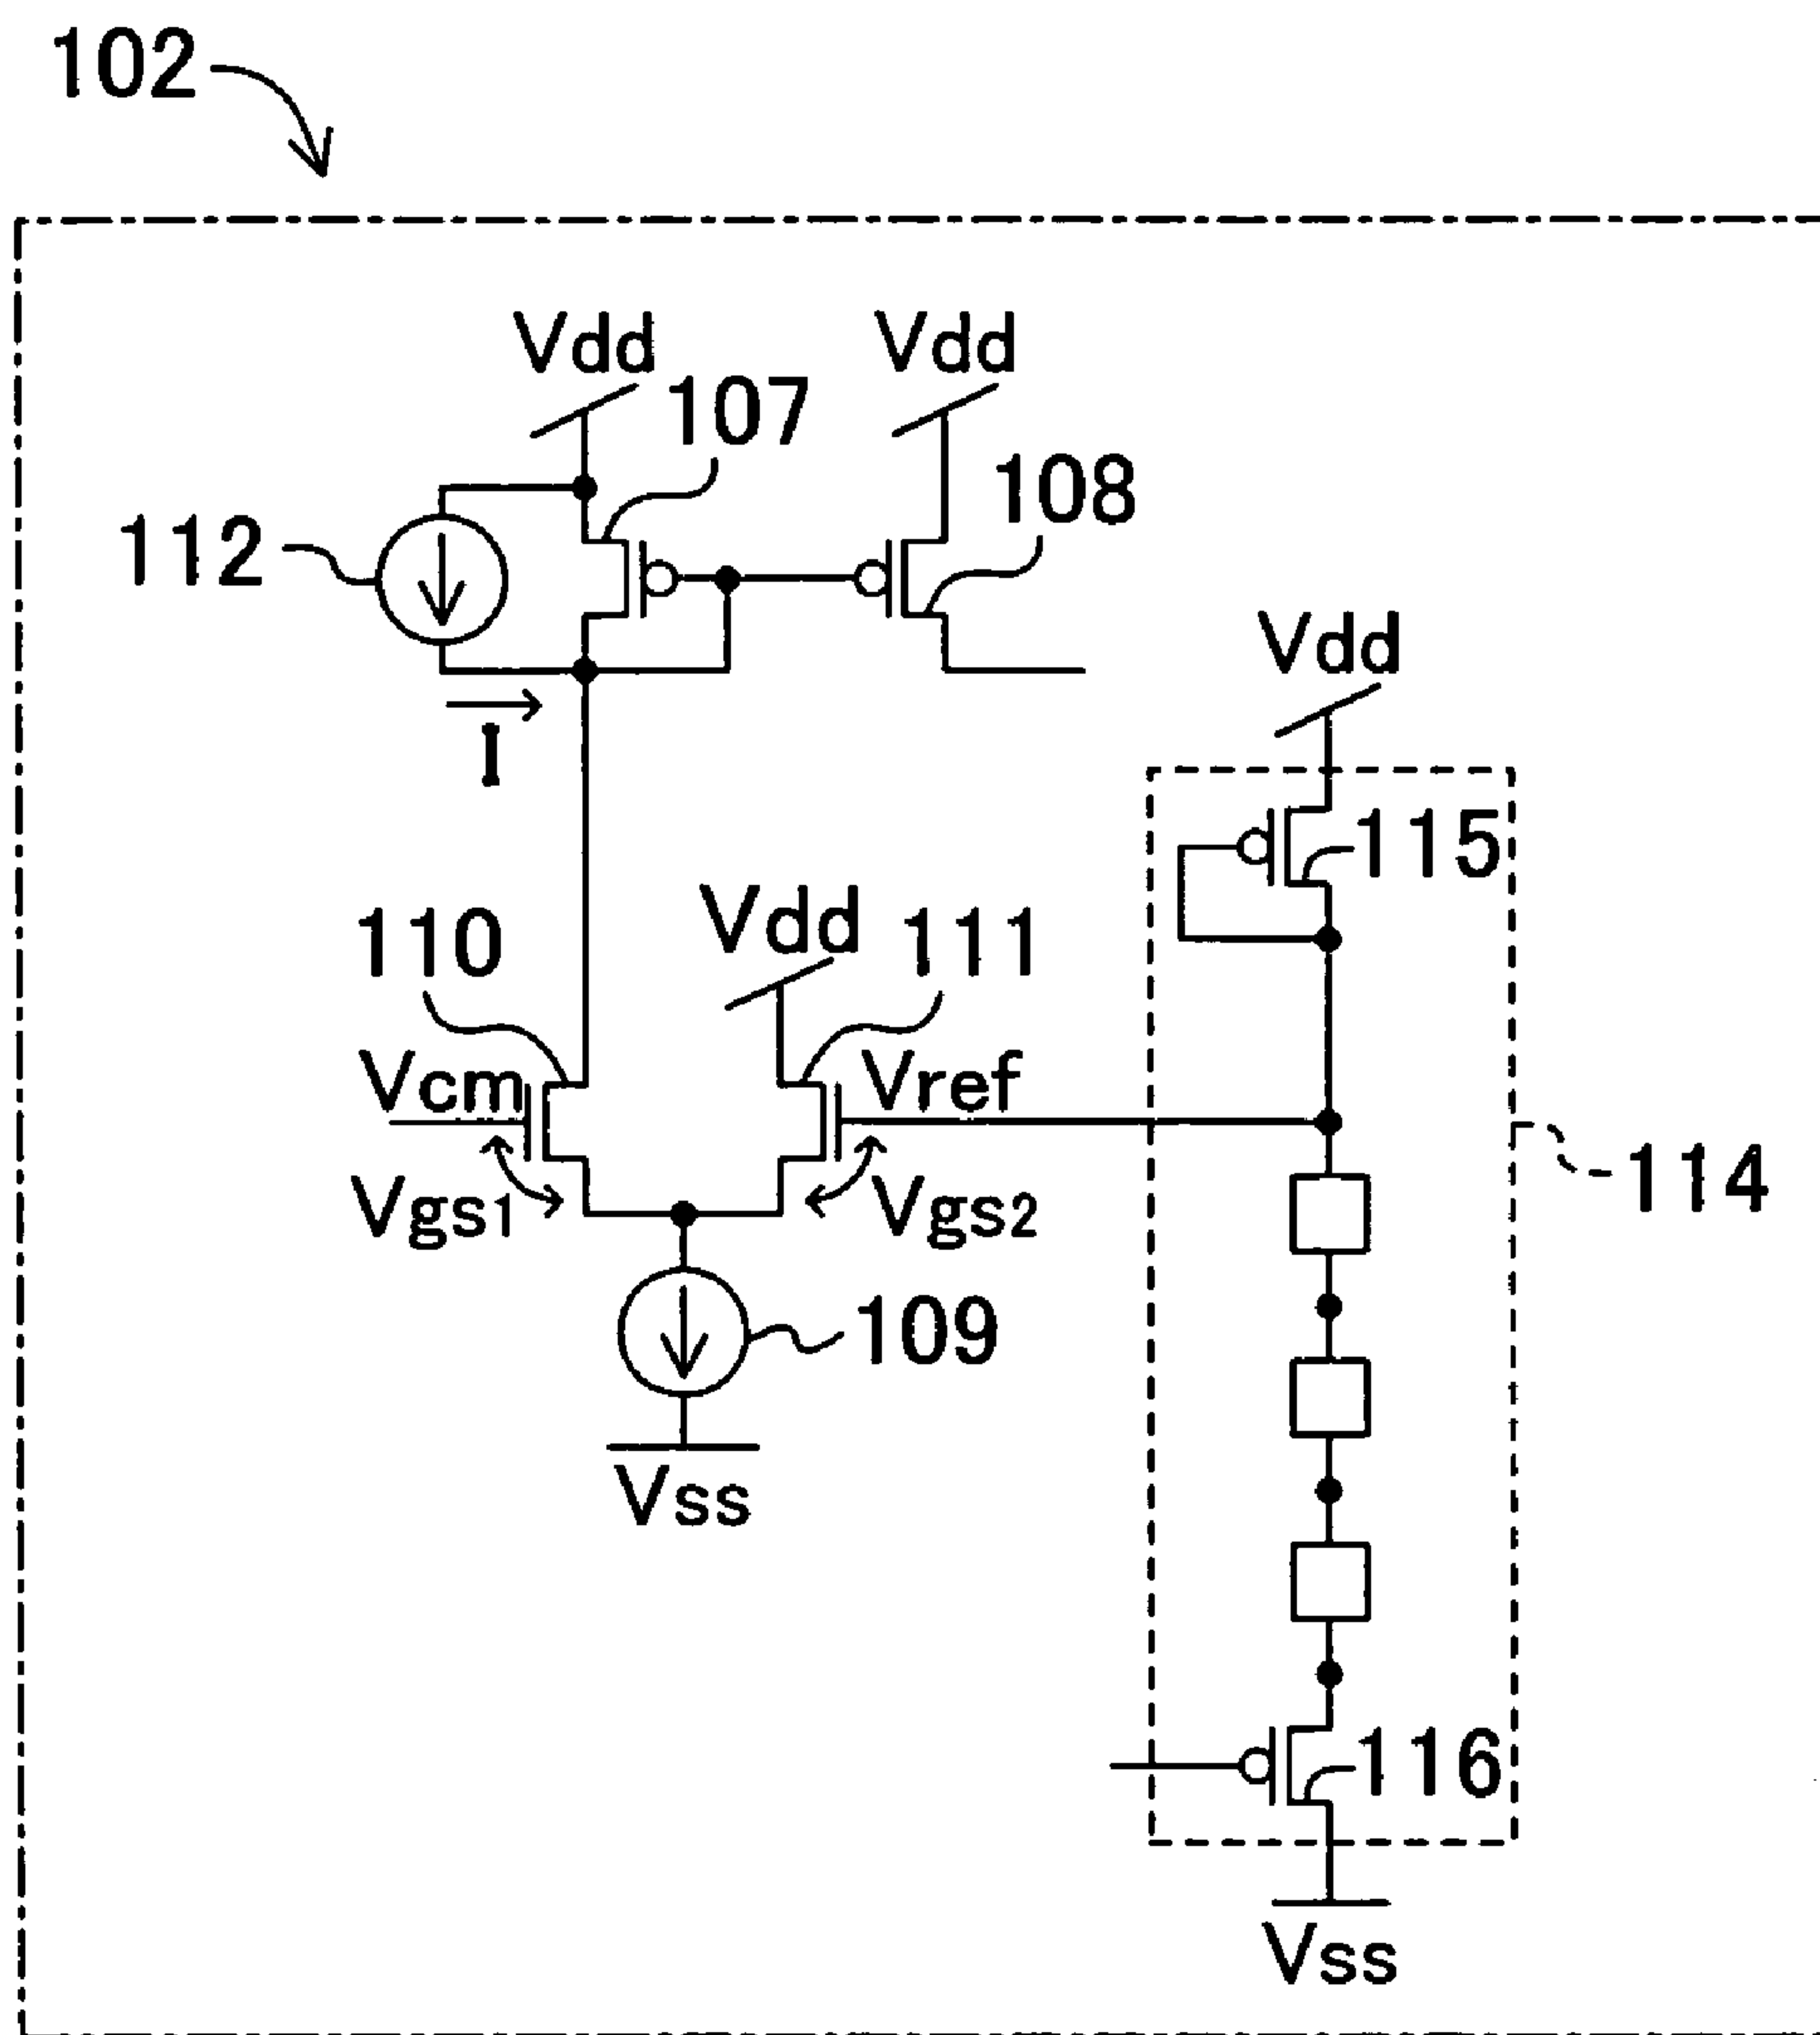 102
Vdd
Vdd
107
108
112
Vdd
I
115
Vdd
110
111
Vcm
Vref
114
Vgs1
Vgs2
109
Vss
116
Vss